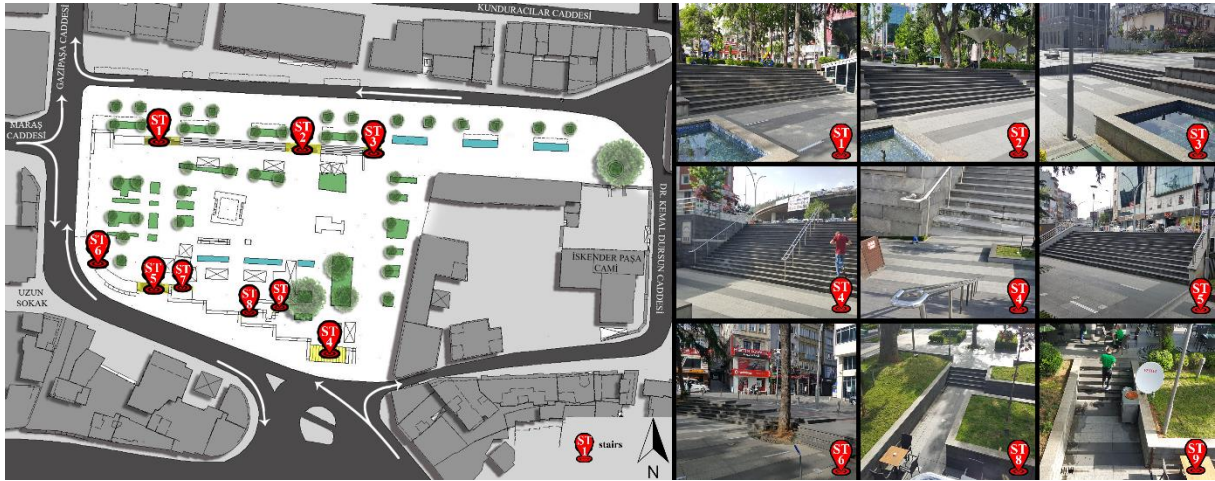 KUNDURACILAR CADDESİ
GAZİPAŞA CADDESİ
MARAŞ
CADDESİ
ST
1
ST
2
ST
3
DR. KEMAL DURSUN CADDESİ
İSKENDER PAŞA
CAMİ
ST
6
ST
5
ST
7
ST
8
ST
9
ST
4
UZUN
SOKAK
ST
1
stairs
N
ST
1
ST
2
ST
3
ST
4
ST
4
ST
5
ST
6
ST
8
ST
9